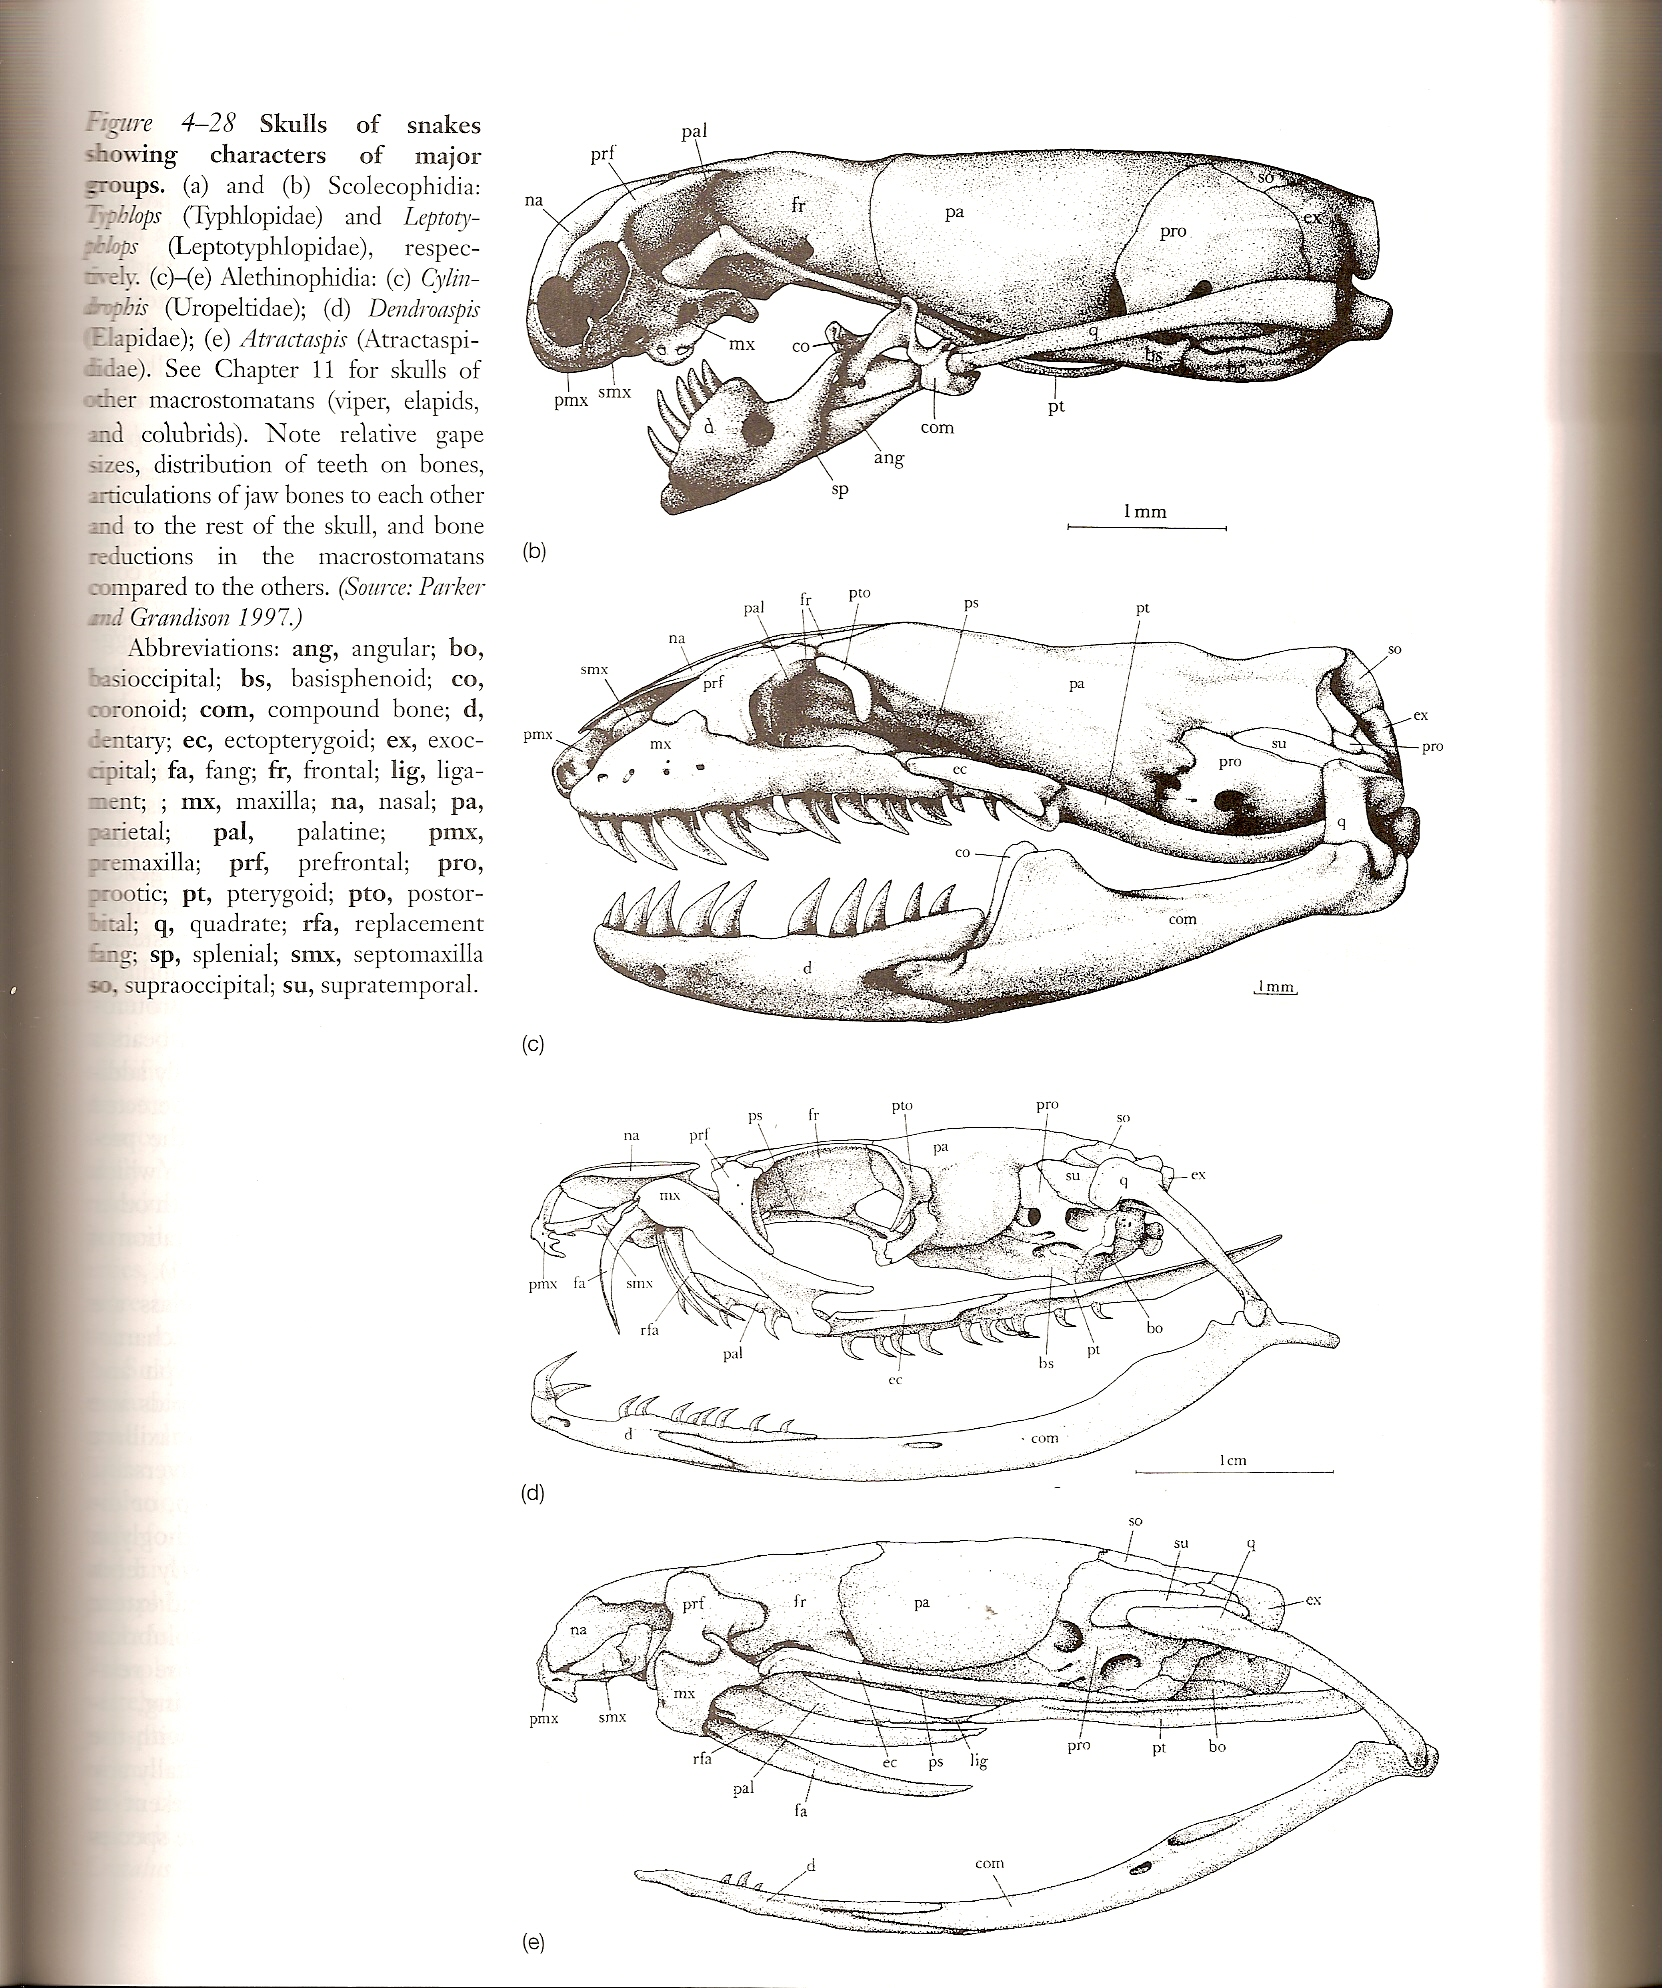 Figure 4–28 Skulls of snakes
showing characters of major
groups. (a) and (b) Scolecophidia:
Typhlops (Typhlopidae) and Leptoty-
phlops (Leptotyphlopidae), respec-
tively. (c)–(e) Alethinophidia: (c) Cylin-
drophis (Uropeltidae); (d) Dendroaspis
(Elapidae); (e) Atractaspis (Atractaspi-
didae). See Chapter 11 for skulls of
other macrostomatans (viper, elapids,
and colubrids). Note relative gape
sizes, distribution of teeth on bones,
articulations of jaw bones to each other
and to the rest of the skull, and bone
reductions in the macrostomatans
compared to the others. (Source: Parker
and Grandison 1997.)
Abbreviations: ang, angular; bo,
basioccipital; bs, basisphenoid; co,
coronoid; com, compound bone; d,
dentary; ec, ectopterygoid; ex, exoc-
cipital; fa, fang; fr, frontal; lig, liga-
ment; ; mx, maxilla; na, nasal; pa,
parietal; pal, palatine; pmx,
premaxilla; prf, prefrontal; pro,
prootic; pt, pterygoid; pto, postor-
bital; q, quadrate; rfa, replacement
fang; sp, splenial; smx, septomaxilla
so, supraoccipital; su, supratemporal.
pal
prf
na
fr
pa
so
ex
pro
q
bs
bo
mx
co
pmx
smx
pt
d
com
ang
sp
1mm
(b)
pal
fr
pto
ps
pt
na
smx
prf
pa
so
pmx
mx
ex
su
pro
pro
ec
q
co
com
d
1mm
(c)
ps
fr
pto
pro
so
na
prf
pa
su
q
ex
mx
pmx
fa
smx
rfa
pal
ec
bs
pt
bo
d
com
1cm
(d)
so
su
q
prf
fr
pa
ex
na
mx
pmx
smx
rfa
pal
fa
ec
ps
lig
pro
pt
bo
d
com
(e)